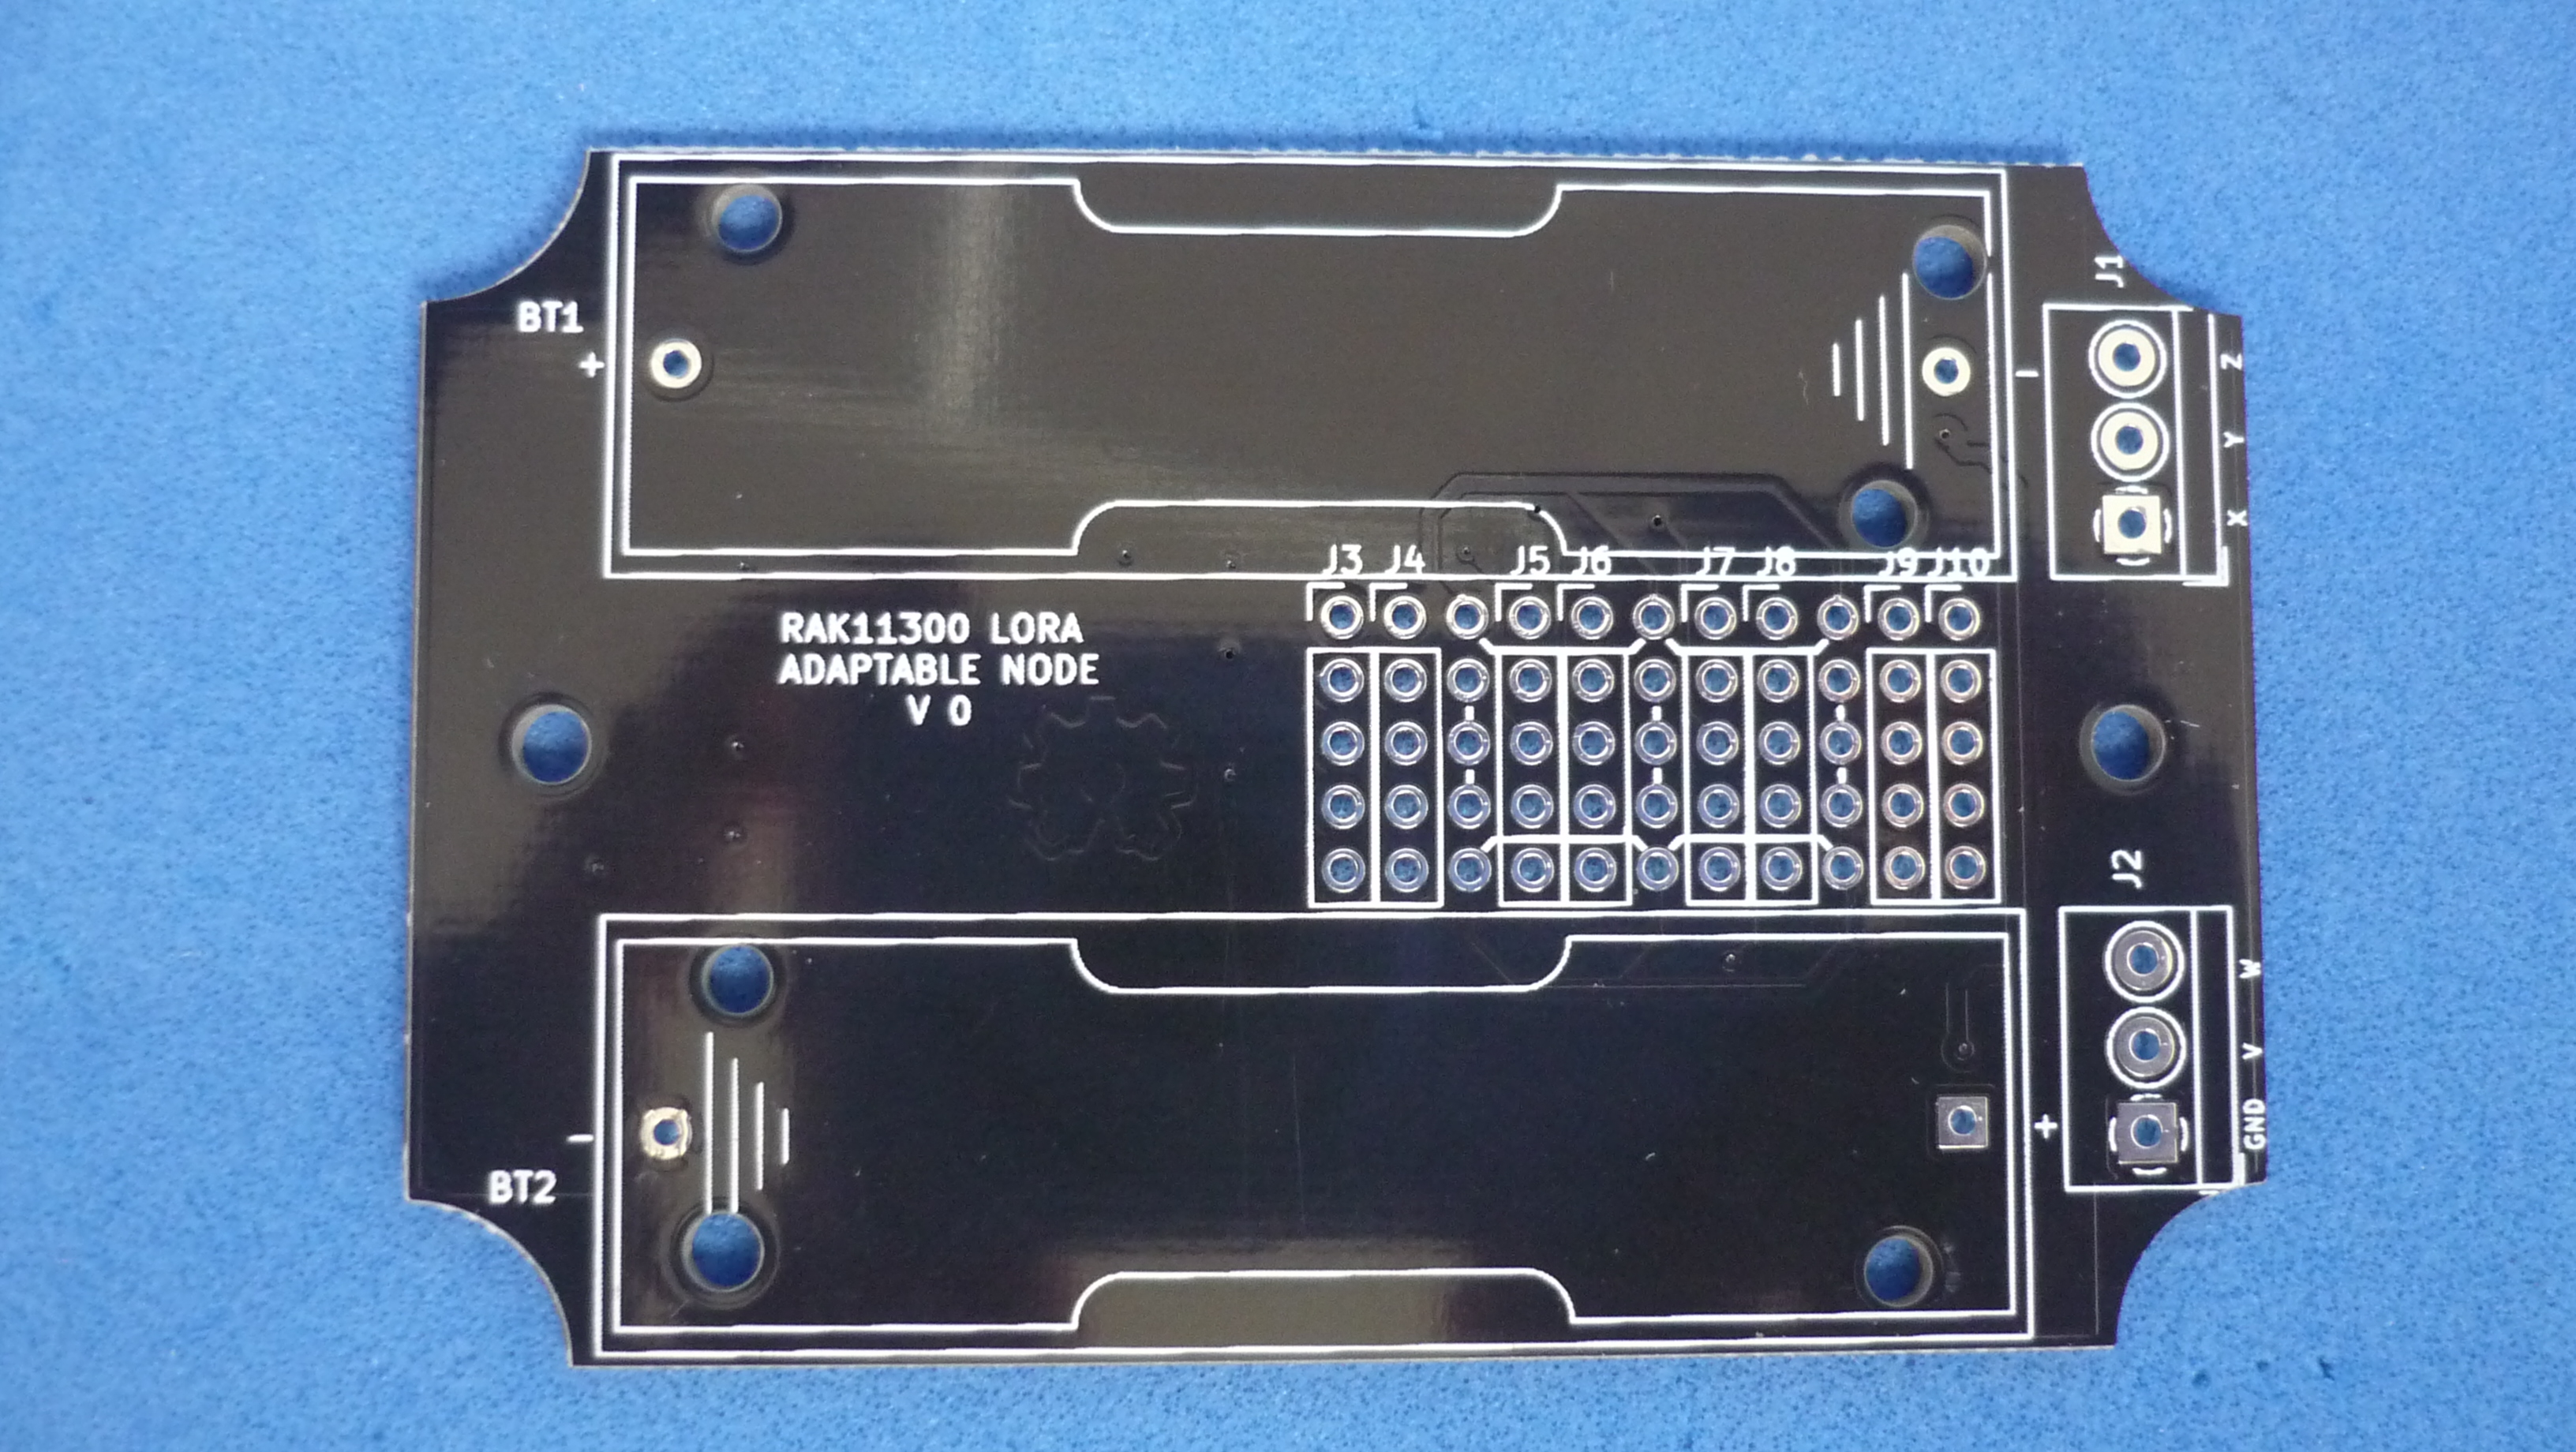 J1
BT1
+
-
Z
Y
X
J3 J4 J5 J6 J7 J8 J9 J10
RAK11300 LORA
ADAPTABLE NODE
V 0
J2
W
V
GND
-
+
BT2